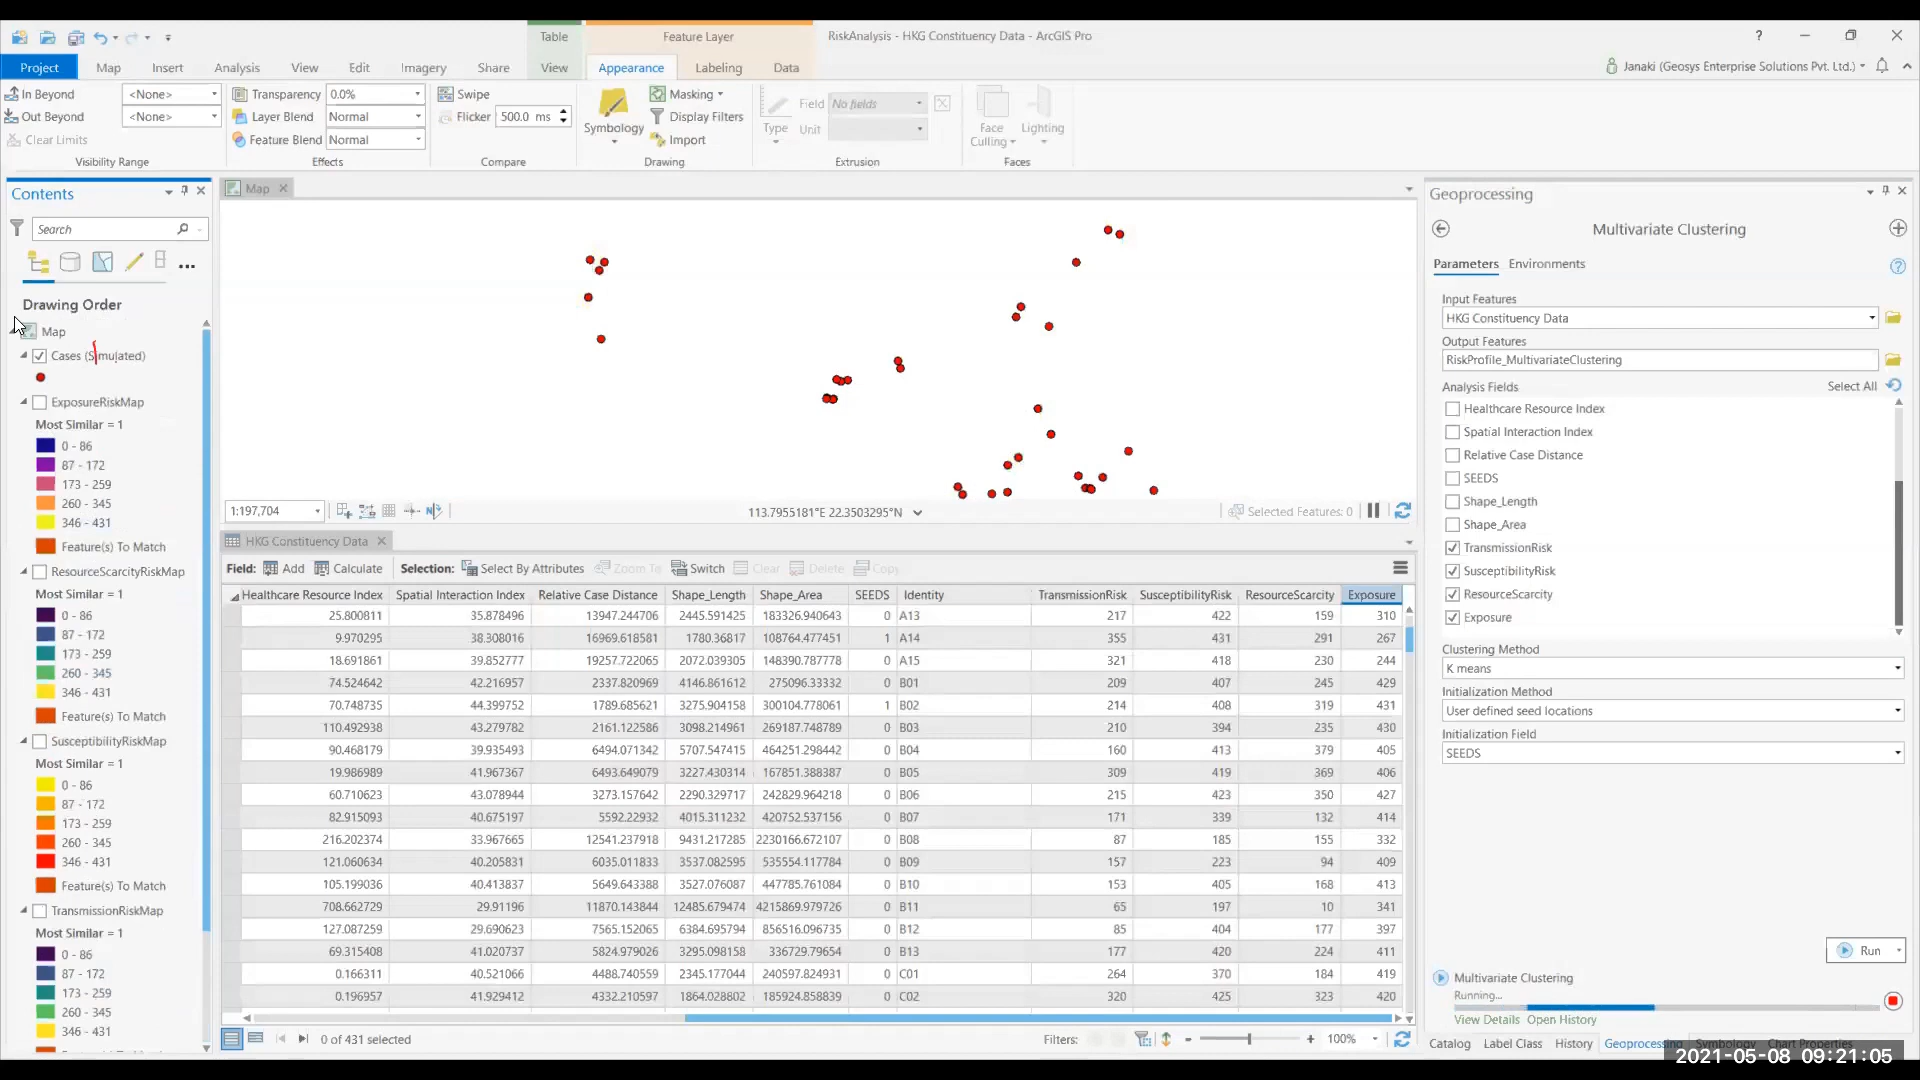 Table Feature Layer RiskAnalysis - HKG Constituency Data - ArcGIS Pro ?
Project Map Insert Analysis View Edit Imagery Share View Appearance Labeling Data Janaki (Geosys Enterprise Solutions Pvt. Ltd.)
In Beyond <None> Transparency 0.0% Swipe Masking Field No fields
Out Beyond <None> Layer Blend Normal Flicker 500.0 ms Symbology Display Filters Type Unit Face Culling Lighting
Clear Limits Feature Blend Normal Import
Visibility Range Effects Compare Drawing Extrusion Faces
Contents
Search
Drawing Order
Map
Cases (Simulated)
ExposureRiskMap
Most Similar = 1
0 - 86
87 - 172
173 - 259
260 - 345
346 - 431
Feature(s) To Match
ResourceScarcityRiskMap
Most Similar = 1
0 - 86
87 - 172
173 - 259
260 - 345
346 - 431
Feature(s) To Match
SusceptibilityRiskMap
Most Similar = 1
0 - 86
87 - 172
173 - 259
260 - 345
346 - 431
Feature(s) To Match
TransmissionRiskMap
Most Similar = 1
0 - 86
87 - 172
173 - 259
260 - 345
346 - 431
Map
1:197,704 113.7955181°E 22.3503295°N Selected Features: 0
HKG Constituency Data
Field: Add Calculate Selection: Select By Attributes Zoom To Switch Clear Delete Copy
Healthcare Resource Index Spatial Interaction Index Relative Case Distance Shape_Length Shape_Area SEEDS Identity TransmissionRisk SusceptibilityRisk ResourceScarcity Exposure
25.800811 35.878496 13947.244706 2445.591425 183326.940643 0 A13 217 422 159 310
9.970295 38.308016 16969.618581 1780.36817 108764.477451 1 A14 355 431 291 267
18.691861 39.852777 19257.722065 2072.039305 148390.787778 0 A15 321 418 230 244
74.524642 42.216957 2337.820969 4146.861612 275096.33332 0 B01 209 407 245 429
70.748735 44.399752 1789.685621 3275.904158 300104.778061 1 B02 214 408 319 431
110.492938 43.279782 2161.122586 3098.214961 269187.748789 0 B03 210 394 235 430
90.468179 39.935493 6494.071342 5707.547415 464251.298442 0 B04 160 413 379 405
19.986989 41.967367 6493.649079 3227.430314 167851.388387 0 B05 309 419 369 406
60.710623 43.078944 3273.157642 2290.329717 242829.964218 0 B06 215 423 350 427
82.915093 40.675197 5592.22932 4015.311232 420752.537156 0 B07 171 339 132 414
216.202374 33.967665 12541.237918 9431.217285 2230166.672107 0 B08 87 185 155 332
121.060634 40.205831 6035.011833 3537.082595 535554.117784 0 B09 157 223 94 409
105.199036 40.413837 5649.643388 3527.076087 447785.761084 0 B10 153 405 168 413
708.662729 29.91196 11870.143844 12485.679474 4215869.979726 0 B11 65 197 10 341
127.087259 29.690623 7565.152065 6384.695794 856516.096735 0 B12 85 404 177 397
69.315408 41.020737 5824.979026 3295.098158 336729.79654 0 B13 177 420 224 411
0.166311 40.521066 4488.740559 2345.177044 240597.824931 0 C01 264 370 184 419
0.196957 41.929412 4332.210597 1864.028802 185924.858839 0 C02 320 425 323 420
0 of 431 selected Filters: 100%
Geoprocessing
Multivariate Clustering
Parameters Environments
Input Features
HKG Constituency Data
Output Features
RiskProfile_MultivariateClustering
Analysis Fields Select All
Healthcare Resource Index
Spatial Interaction Index
Relative Case Distance
SEEDS
Shape_Length
Shape_Area
TransmissionRisk
SusceptibilityRisk
ResourceScarcity
Exposure
Clustering Method
K means
Initialization Method
User defined seed locations
Initialization Field
SEEDS
Run
Multivariate Clustering
Running...
View Details Open History
Catalog Label Class History Geoprocessing Symbology Chart Properties
2021-05-08 09:21:05